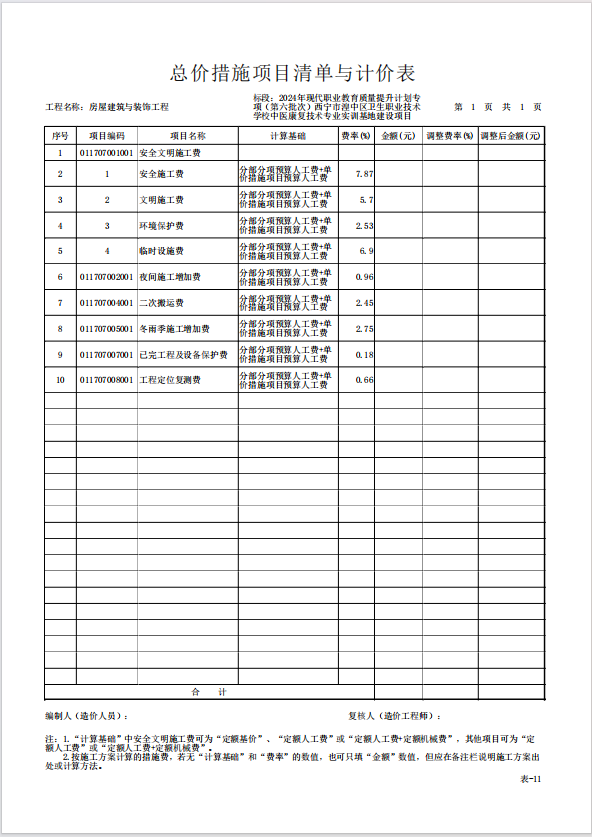 总价措施项目清单与计价表
工程名称：房屋建筑与装饰工程
标段：2024年现代职业教育质量提升计划专
项（第六批次）西宁市湟中区卫生职业技术
学校中医康复技术专业实训基地建设项目
第 1 页 共 1 页
序号 项目编码 项目名称 计算基础 费率(%) 金额(元) 调整费率(%) 调整后金额(元)
1 011707001001 安全文明施工费
2 1 安全施工费 分部分项预算人工费+单 7.87
价措施项目预算人工费
3 2 文明施工费 分部分项预算人工费+单 5.7
价措施项目预算人工费
4 3 环境保护费 分部分项预算人工费+单 2.53
价措施项目预算人工费
5 4 临时设施费 分部分项预算人工费+单 6.9
价措施项目预算人工费
6 011707002001 夜间施工增加费 分部分项预算人工费+单 0.96
价措施项目预算人工费
7 011707004001 二次搬运费 分部分项预算人工费+单 2.45
价措施项目预算人工费
8 011707005001 冬雨季施工增加费 分部分项预算人工费+单 2.75
价措施项目预算人工费
9 011707007001 已完工程及设备保护费 分部分项预算人工费+单 0.18
价措施项目预算人工费
10 011707008001 工程定位复测费 分部分项预算人工费+单 0.66
价措施项目预算人工费
合 计
编制人（造价人员）： 复核人（造价工程师）：
注：1.“计算基础”中安全文明施工费可为“定额基价”、“定额人工费”或“定额人工费+定额机械费”，其他项目可为“定
额人工费”或“定额人工费+定额机械费”。
2.按施工方案计算的措施费，若无“计算基础”和“费率”的数值，也可只填“金额”数值，但应在备注栏说明施工方案出
处或计算方法。
表-11